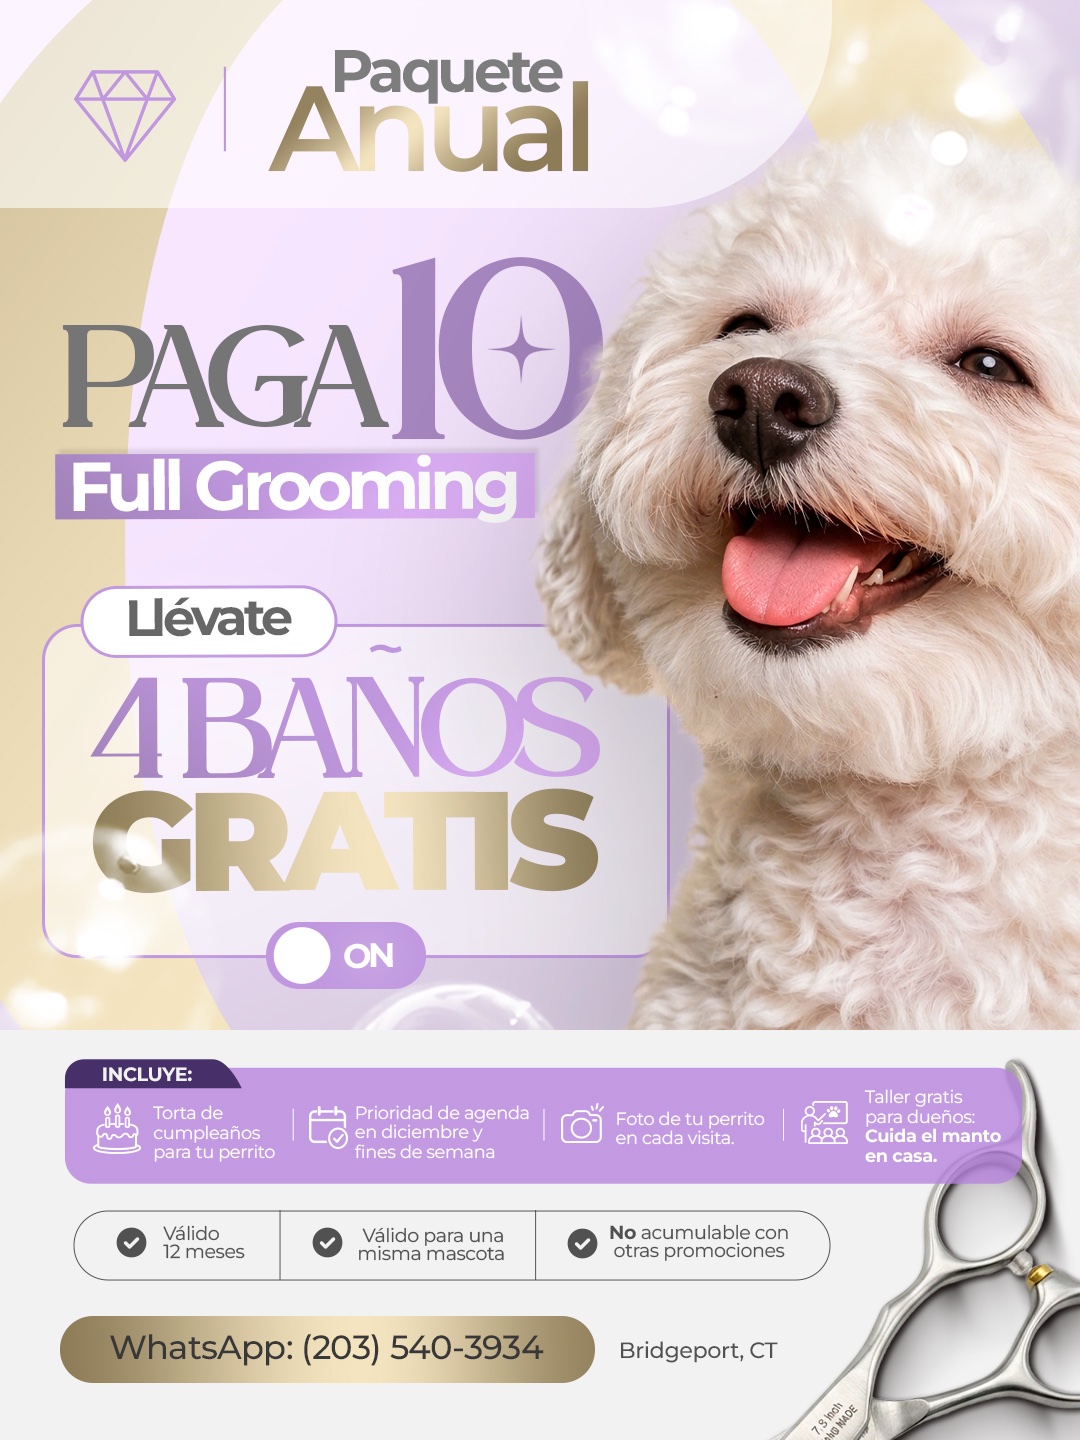 Paquete
Anual
PAGA 10
Full Grooming
Llévate
4 BAÑOS
GRATIS
ON
INCLUYE:
Torta de
cumpleaños
para tu perrito
Prioridad de agenda
en diciembre y
fines de semana
Foto de tu perrito
en cada visita.
Taller gratis
para dueños:
Cuida el manto
en casa.
Válido
12 meses
Válido para una
misma mascota
No acumulable con
otras promociones
WhatsApp: (203) 540-3934
Bridgeport, CT